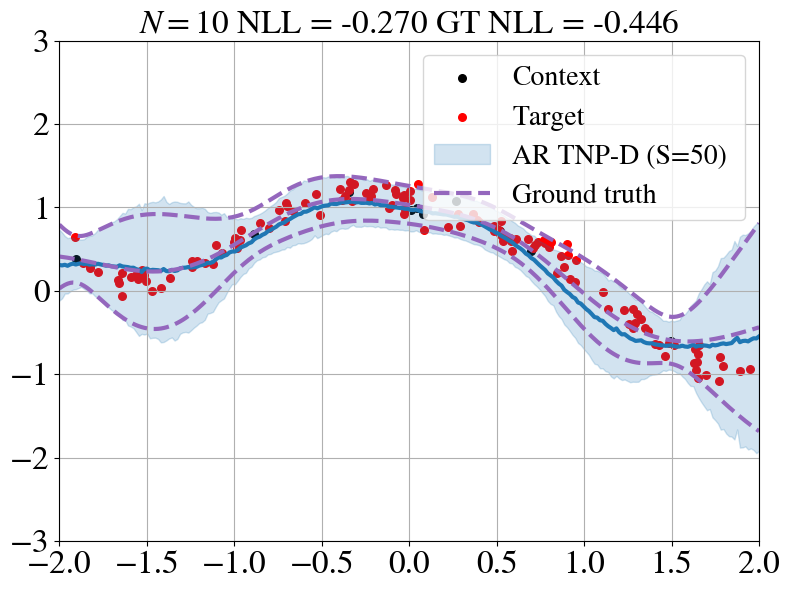 N = 10 NLL = -0.270 GT NLL = -0.446
3
2
1
0
−1
−2
−3
Context
Target
AR TNP-D (S=50)
Ground truth
−2.0 −1.5 −1.0 −0.5 0.0 0.5 1.0 1.5 2.0